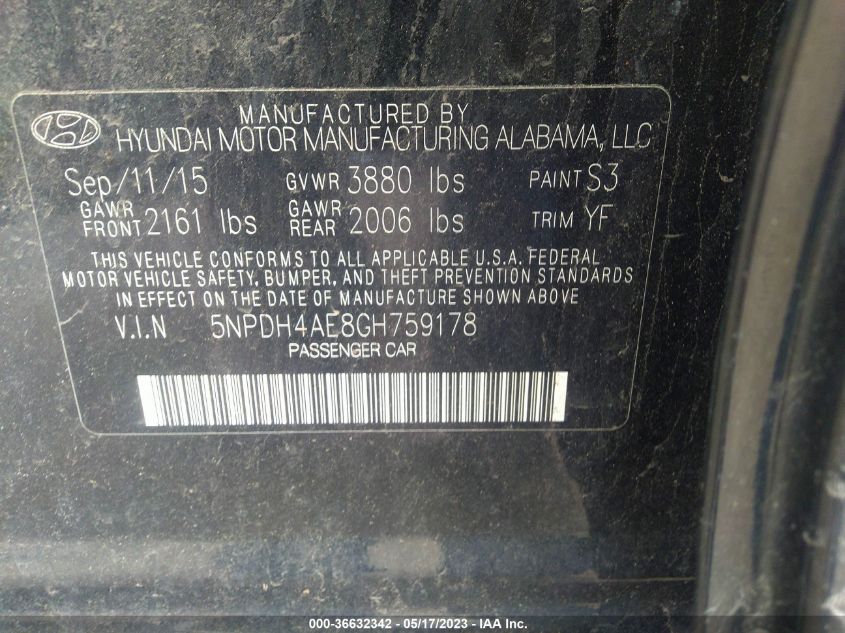 MANUFACTURED BY
HYUNDAI MOTOR MANUFACTURING ALABAMA, LLC
Sep/11/15 GVWR 3880 lbs PAINT S3
GAWR FRONT 2161 lbs GAWR REAR 2006 lbs TRIM YF
THIS VEHICLE CONFORMS TO ALL APPLICABLE U.S.A. FEDERAL
MOTOR VEHICLE SAFETY, BUMPER, AND THEFT PREVENTION STANDARDS
IN EFFECT ON THE DATE OF MANUFACTURE SHOWN ABOVE
V.I.N 5NPDH4AE8GH759178
PASSENGER CAR
000-36632342 - 05/17/2023 - IAA Inc.